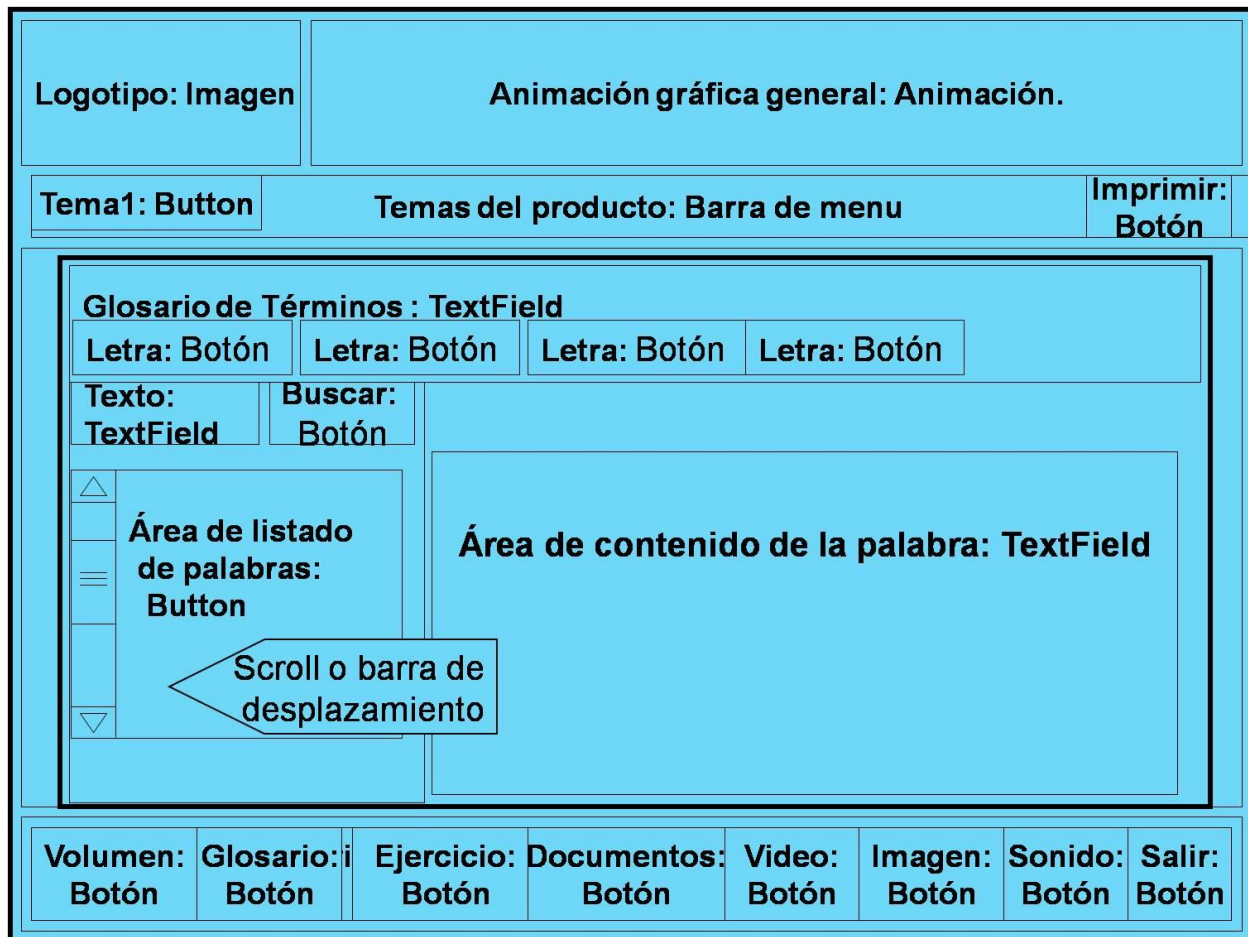 Logotipo: Imagen
Animación gráfica general: Animación.
Tema1: Button
Temas del producto: Barra de menu
Imprimir:
Botón
Glosario de Términos : TextField
Letra: Botón
Letra: Botón
Letra: Botón
Letra: Botón
Texto:
TextField
Buscar:
Botón
Área de listado
de palabras:
Button
Área de contenido de la palabra: TextField
Scroll o barra de
desplazamiento
Volumen:
Botón
Glosario:
Botón
Ejercicio:
Botón
Documentos:
Botón
Video:
Botón
Imagen:
Botón
Sonido:
Botón
Salir:
Botón